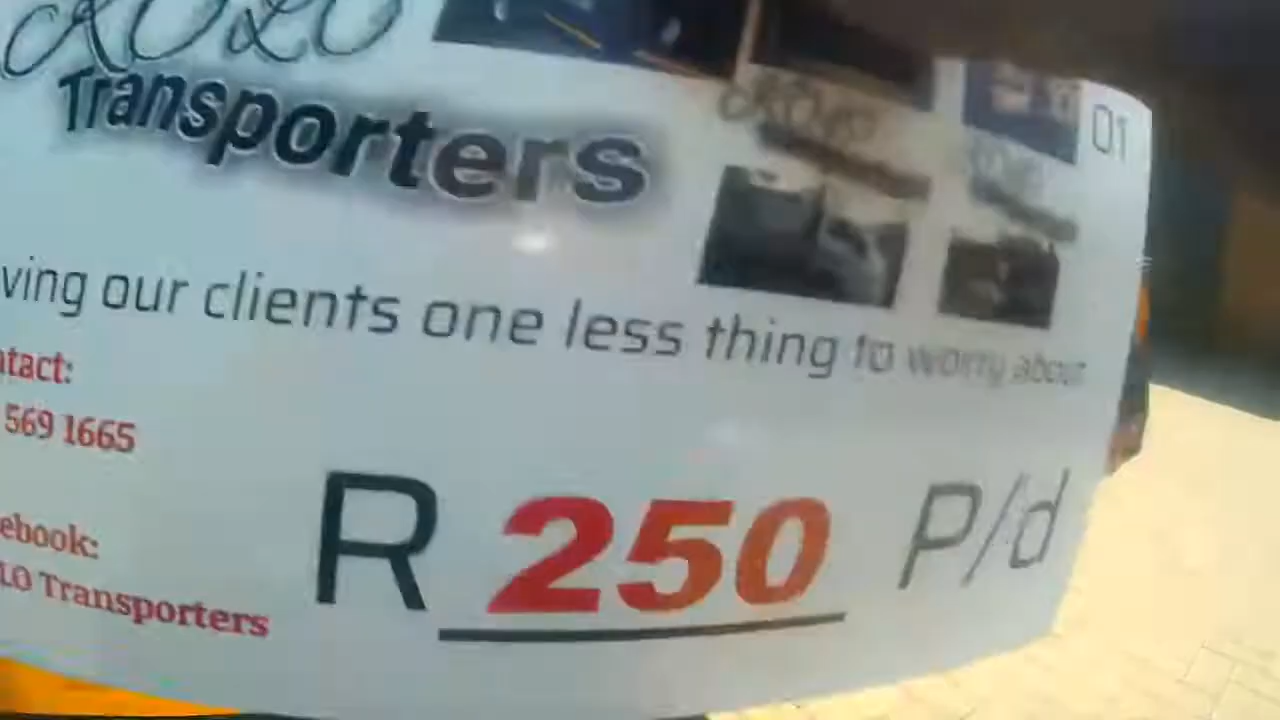 Transporters
01
ving our clients one less thing to worry about
ntact:
569 1665
R 250 P/d
ebook:
LO Transporters